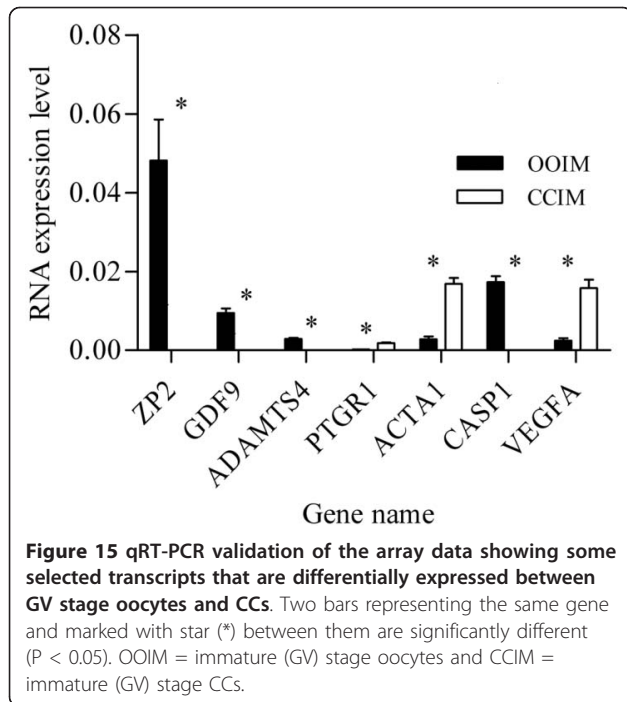 0.08
0.06
0.04
0.02
0.00
RNA expression level
*
*
*
*
*
*
*
OOIM
CCIM
ZP2
GDF9
ADAMTS4
PTGR1
ACTA1
CASP1
VEGFA
Gene name
Figure 15 qRT-PCR validation of the array data showing some
selected transcripts that are differentially expressed between
GV stage oocytes and CCs. Two bars representing the same gene
and marked with star (*) between them are significantly different
(P < 0.05). OOIM = immature (GV) stage oocytes and CCIM =
immature (GV) stage CCs.